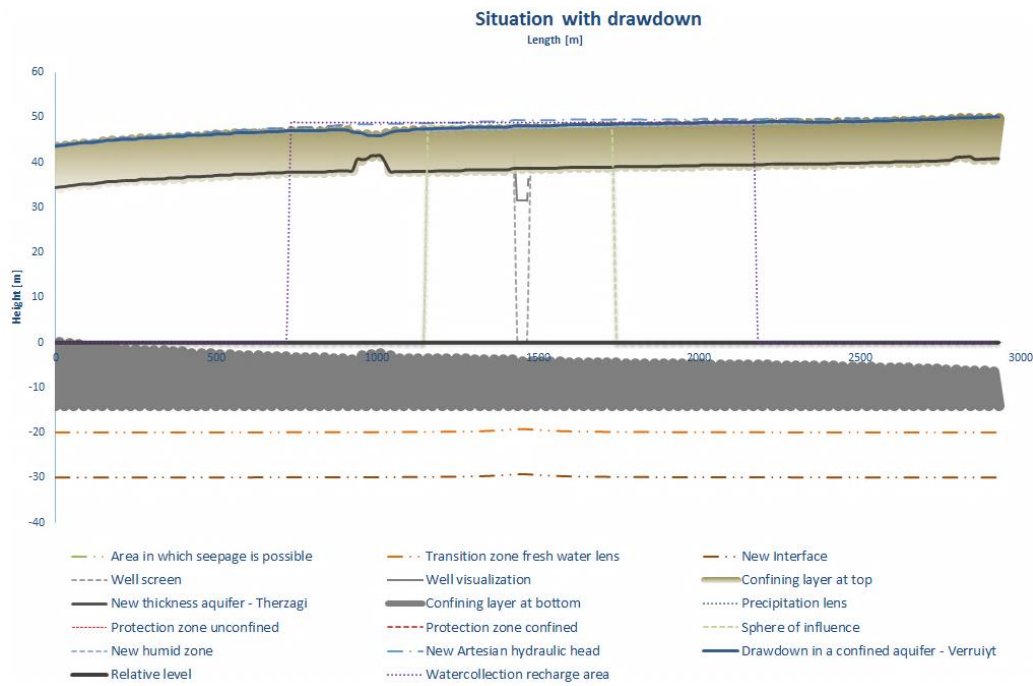 Situation with drawdown
Length [m]
60
50
40
30
20
10
0
-10
-20
-30
-40
Height [m]
0 500 1000 1500 2000 2500 3000
Area in which seepage is possible Transition zone fresh water lens New Interface
Well screen Well visualization Confining layer at top
New thickness aquifer - Therzagi Confining layer at bottom Precipitation lens
Protection zone unconfined Protection zone confined Sphere of influence
New humid zone New Artesian hydraulic head Drawdown in a confined aquifer - Verruiyt
Relative level Watercollection recharge area